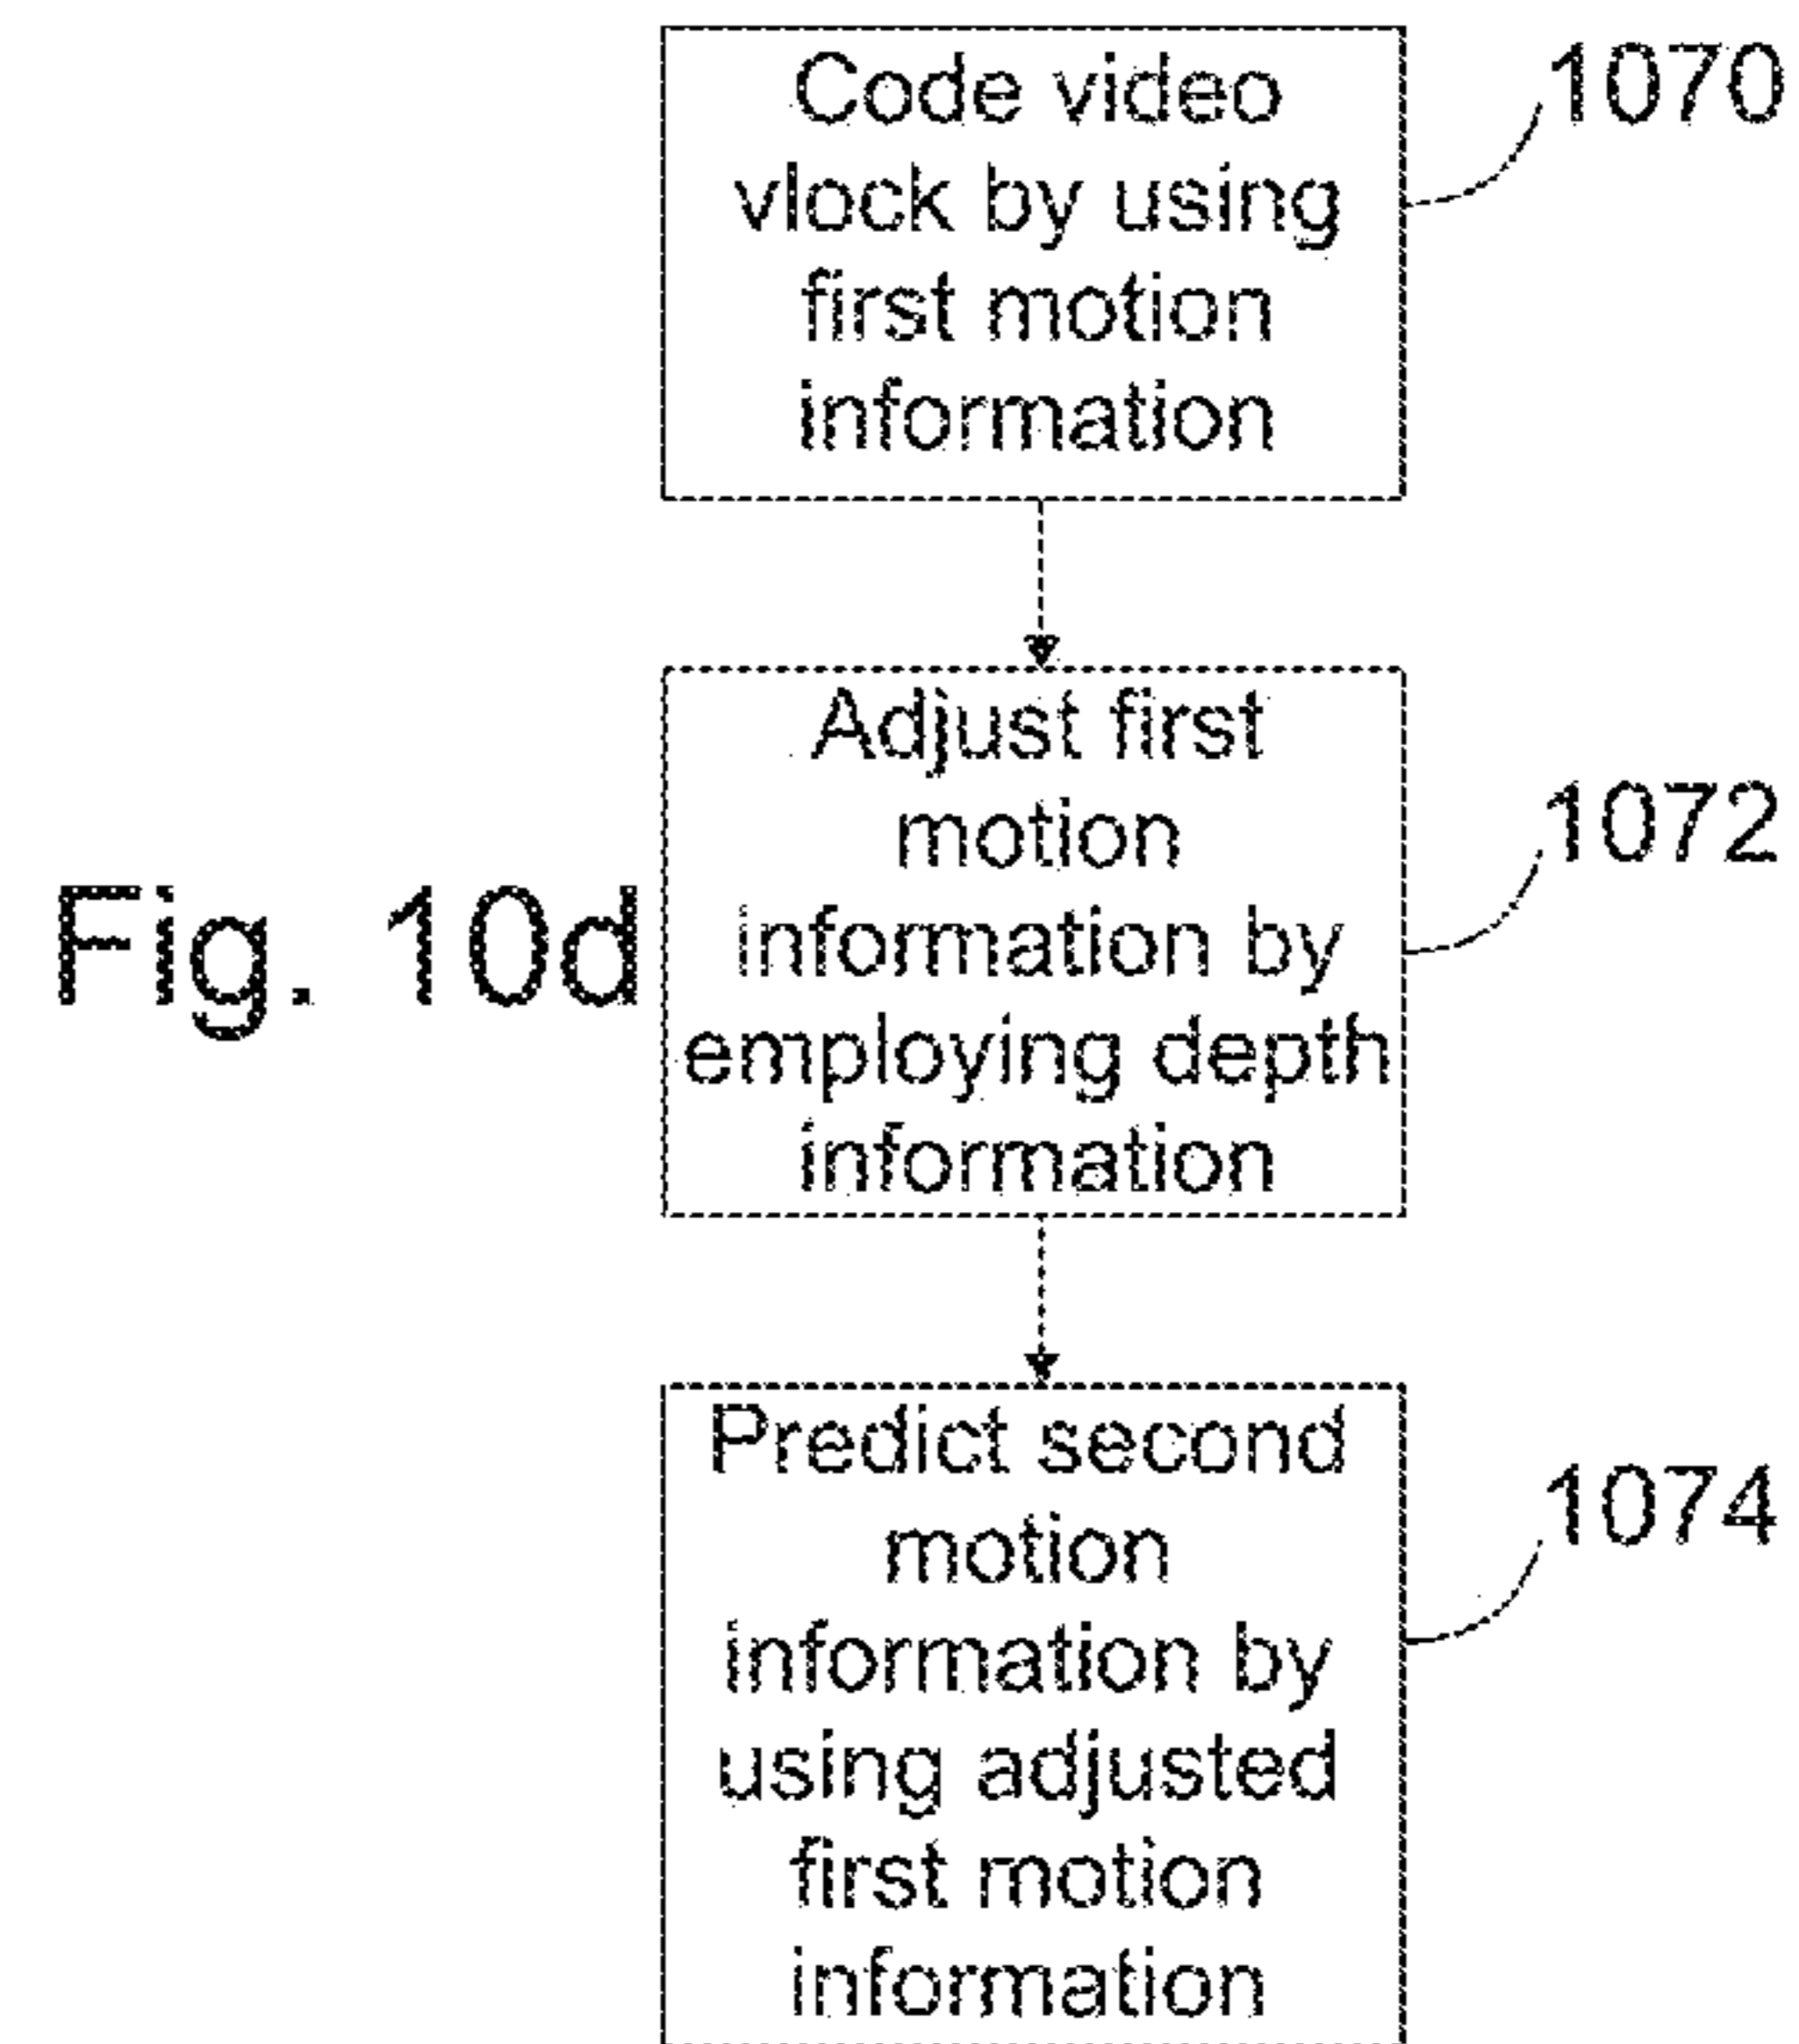 Code video
vlock by using
first motion
information
1070
Adjust first
motion
information by
employing depth
information
1072
Fig. 10d
Predict second
motion
information by
using adjusted
first motion
information
1074